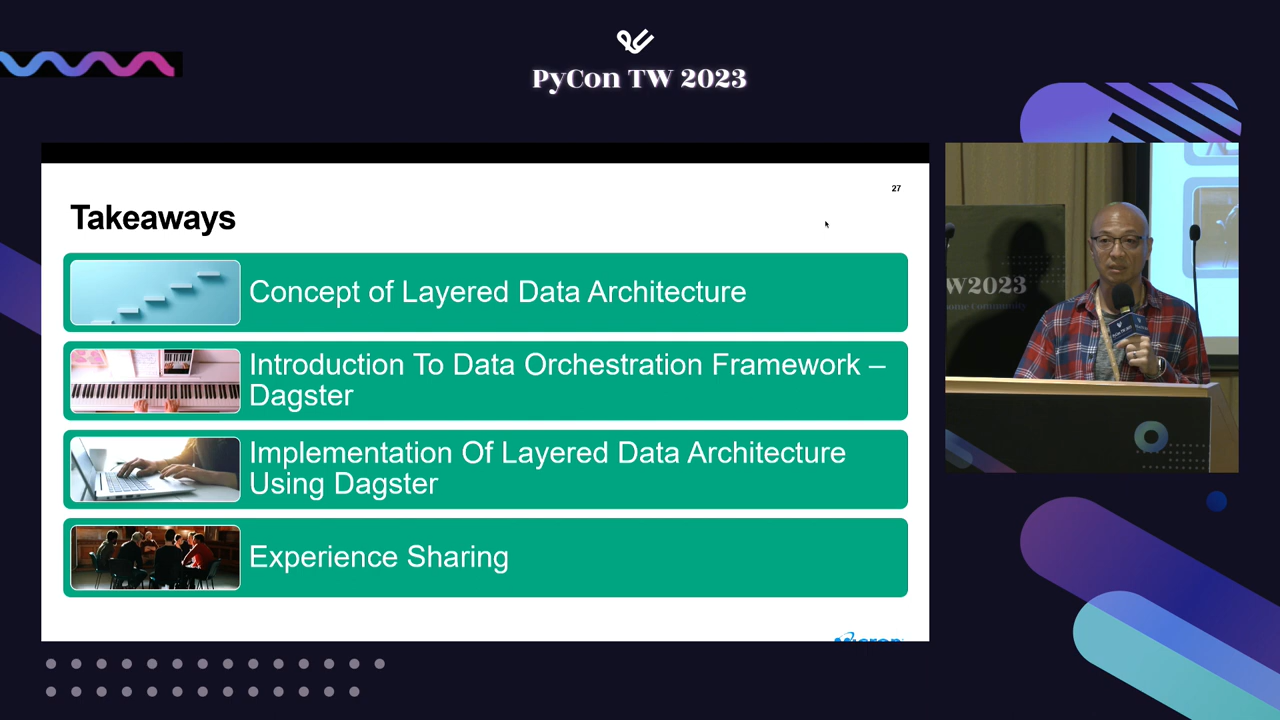 PyCon TW 2023
27
Takeaways
Concept of Layered Data Architecture
Introduction To Data Orchestration Framework –
Dagster
Implementation Of Layered Data Architecture
Using Dagster
Experience Sharing
Micron
W2023